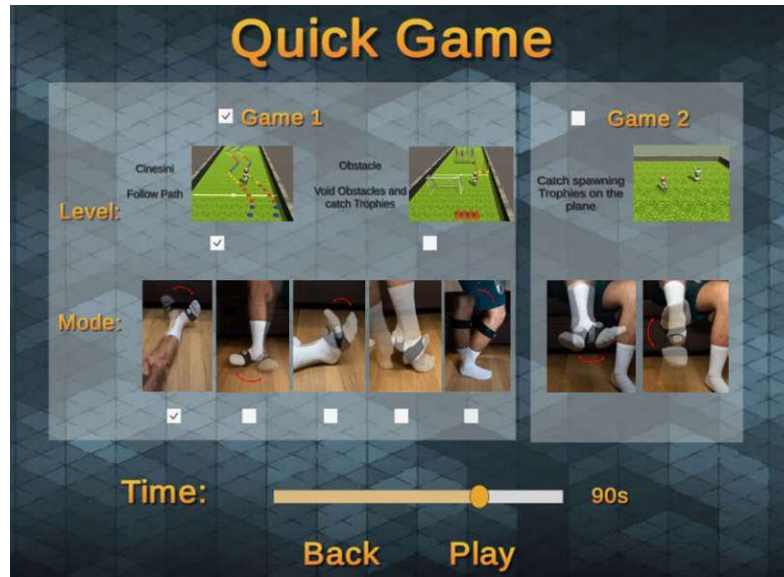 Quick Game
Game 1
Game 2
Level:
Cinesini
Follow Path
Obstacle
Void Obstacles and
catch Trophies
Catch spawning
Trophies on the
plane
Mode:
Time:
90s
Back
Play